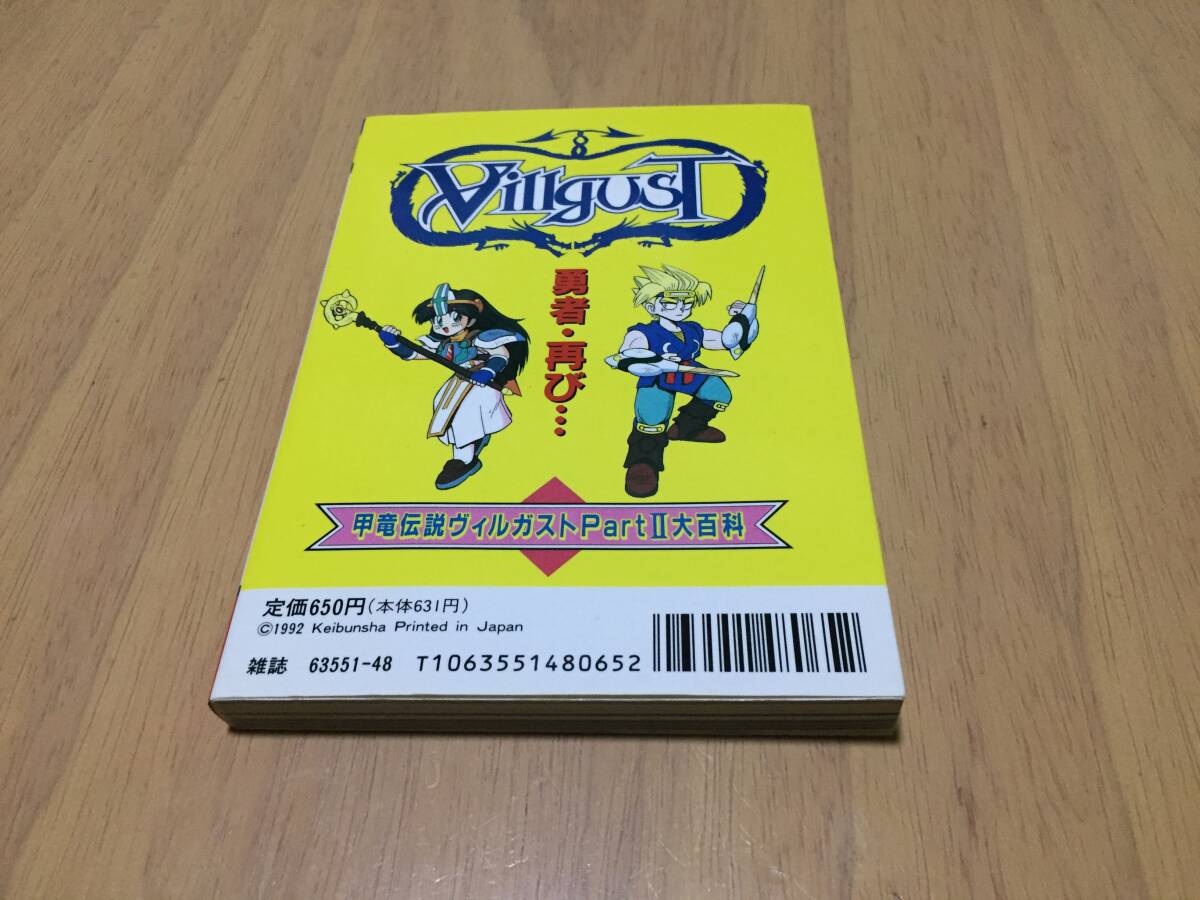 Villgust
勇者・再び…
甲竜伝説ヴィルガストPartⅡ大百科
定価650円(本体631円)
©1992 Keibunsha Printed in Japan
雑誌 63551-48 T1063551480652